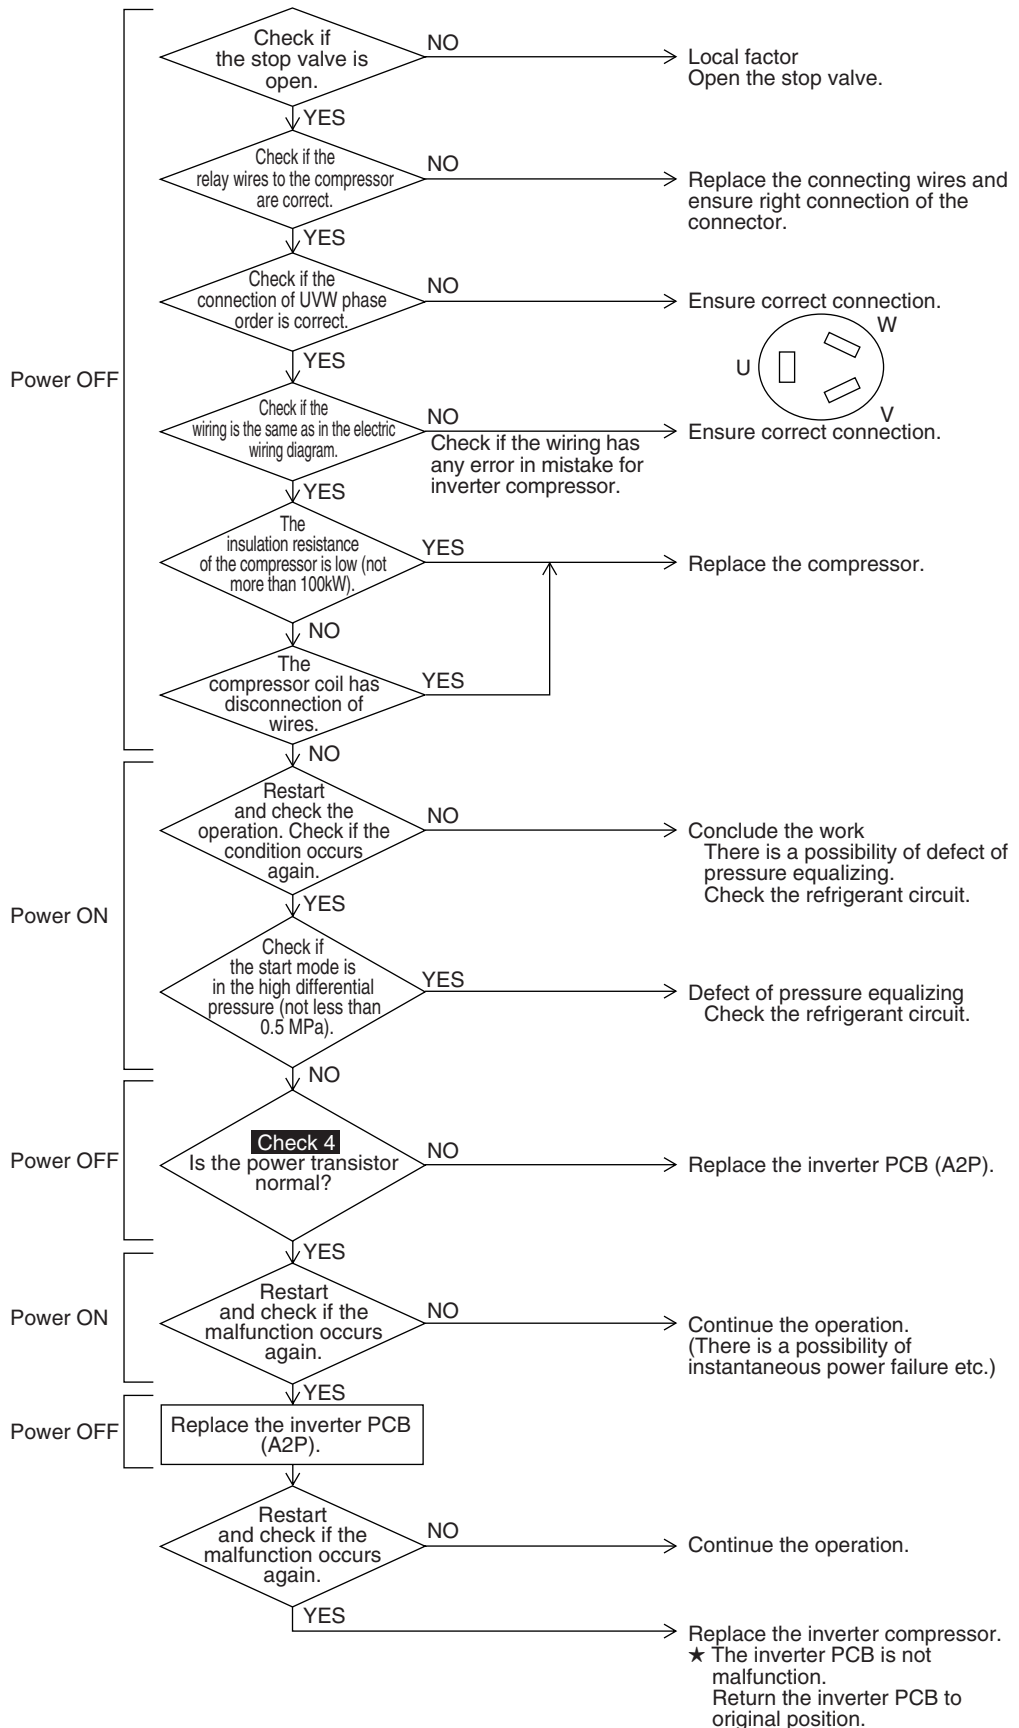 Power OFF
Check if
the stop valve is
open.
NO
Local factor
Open the stop valve.
YES
Check if the
relay wires to the compressor
are correct.
NO
Replace the connecting wires and
ensure right connection of the
connector.
YES
Check if the
connection of UVW phase
order is correct.
NO
Ensure correct connection.
W
U
V
YES
Check if the
wiring is the same as in the electric
wiring diagram.
NO
Check if the wiring has
any error in mistake for
inverter compressor.
Ensure correct connection.
YES
The
insulation resistance
of the compressor is low (not
more than 100kW).
YES
Replace the compressor.
NO
The
compressor coil has
disconnection of
wires.
YES
NO
Power ON
Restart
and check the
operation. Check if the
condition occurs
again.
NO
Conclude the work
There is a possibility of defect of
pressure equalizing.
Check the refrigerant circuit.
YES
Check if
the start mode is
in the high differential
pressure (not less than
0.5 MPa).
YES
Defect of pressure equalizing
Check the refrigerant circuit.
NO
Power OFF
Check 4
Is the power transistor
normal?
NO
Replace the inverter PCB (A2P).
YES
Power ON
Restart
and check if the
malfunction occurs
again.
NO
Continue the operation.
(There is a possibility of
instantaneous power failure etc.)
YES
Power OFF
Replace the inverter PCB
(A2P).
Restart
and check if the
malfunction occurs
again.
NO
Continue the operation.
YES
Replace the inverter compressor.
★ The inverter PCB is not
malfunction.
Return the inverter PCB to
original position.